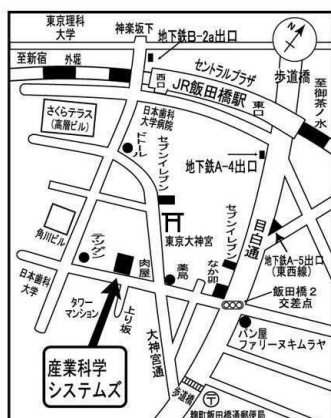 東京理科
大学
神楽坂下
地下鉄B-2a出口
N
至新宿
外堀
西口
セントラルプラザ
JR飯田橋駅
歩道橋
至御茶ノ水
東口
さくらテラス
(高層ビル)
日本歯科
大学病院
ドトール
セブンイレブン
地下鉄A-4出口
角川ビル
テンゲン
肉屋
東京大神宮
セブンイレブン
目白通
地下鉄A-5出口
(東西線)
日本歯科
大学
タワー
マンション
上り坂
薬局
なか卯
飯田橋2
交差点
大神宮通
パン屋
ファリーヌキムラヤ
産業科学
システムズ
歩道橋
麹町飯田橋通郵便局